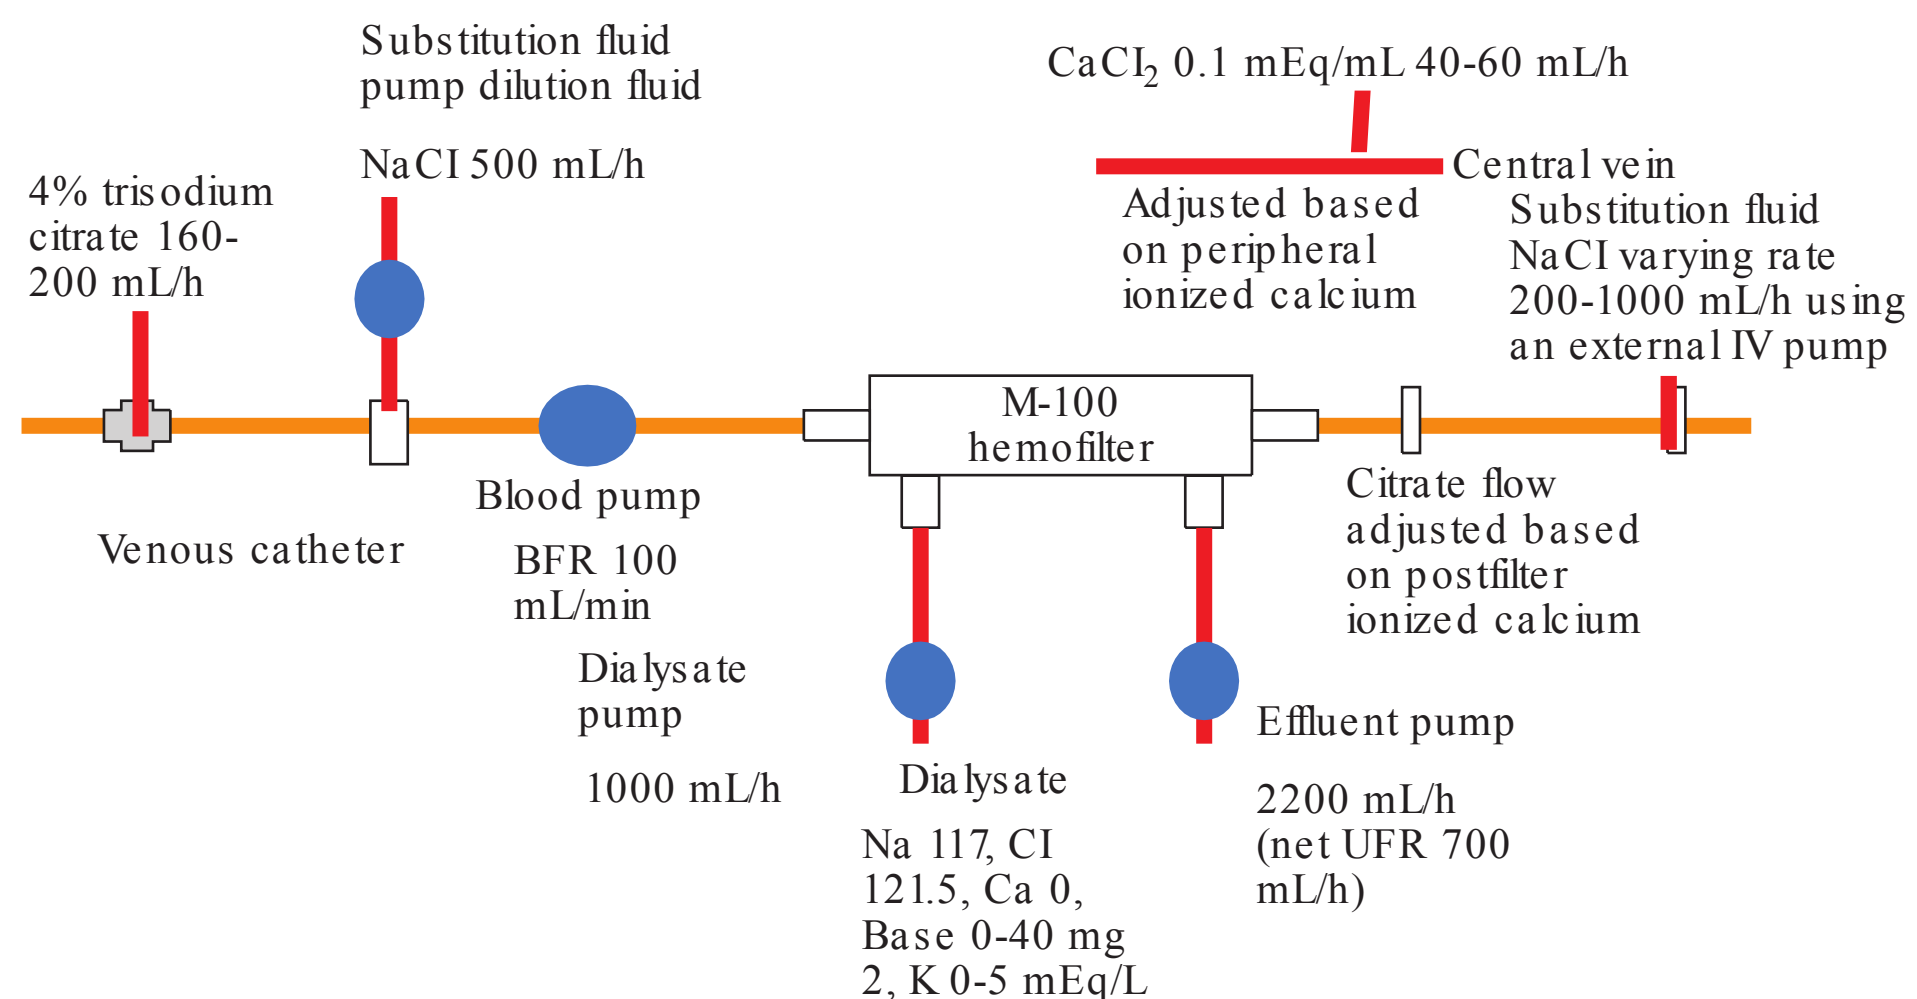 Substitution fluid
pump dilution fluid
NaCI 500 mL/h
4% trisodium
citrate 160-
200 mL/h
CaCI₂ 0.1 mEq/mL 40-60 mL/h
Central vein
Adjusted based
on peripheral
ionized calcium
Substitution fluid
NaCI varying rate
200-1000 mL/h using
an external IV pump
M-100
hemofilter
Blood pump
BFR 100
mL/min
Venous catheter
Citrate flow
adjusted based
on postfilter
ionized calcium
Dialysate
pump
1000 mL/h
Dialysate
Na 117, CI
121.5, Ca 0,
Base 0-40 mg
2, K 0-5 mEq/L
Effluent pump
2200 mL/h
(net UFR 700
mL/h)